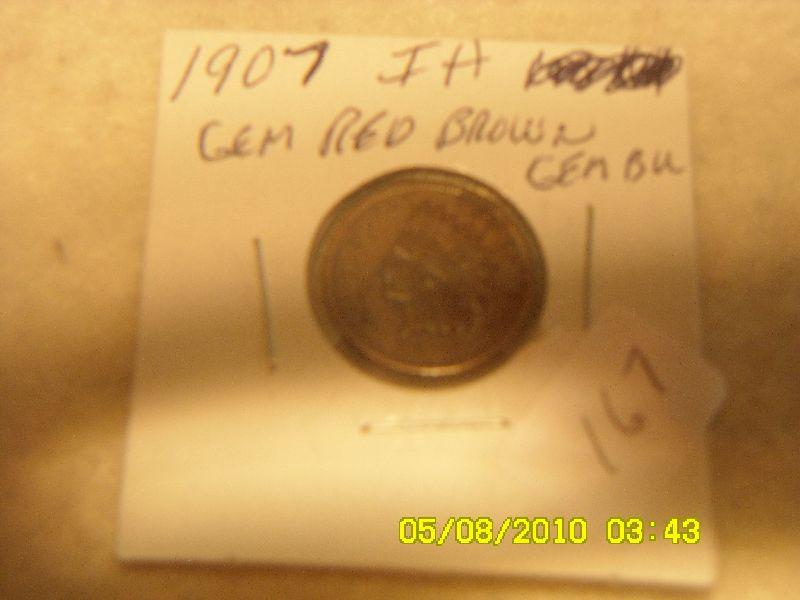 1907 IH
GEM RED BROWN
GEM BU
167
05/08/2010 03:43